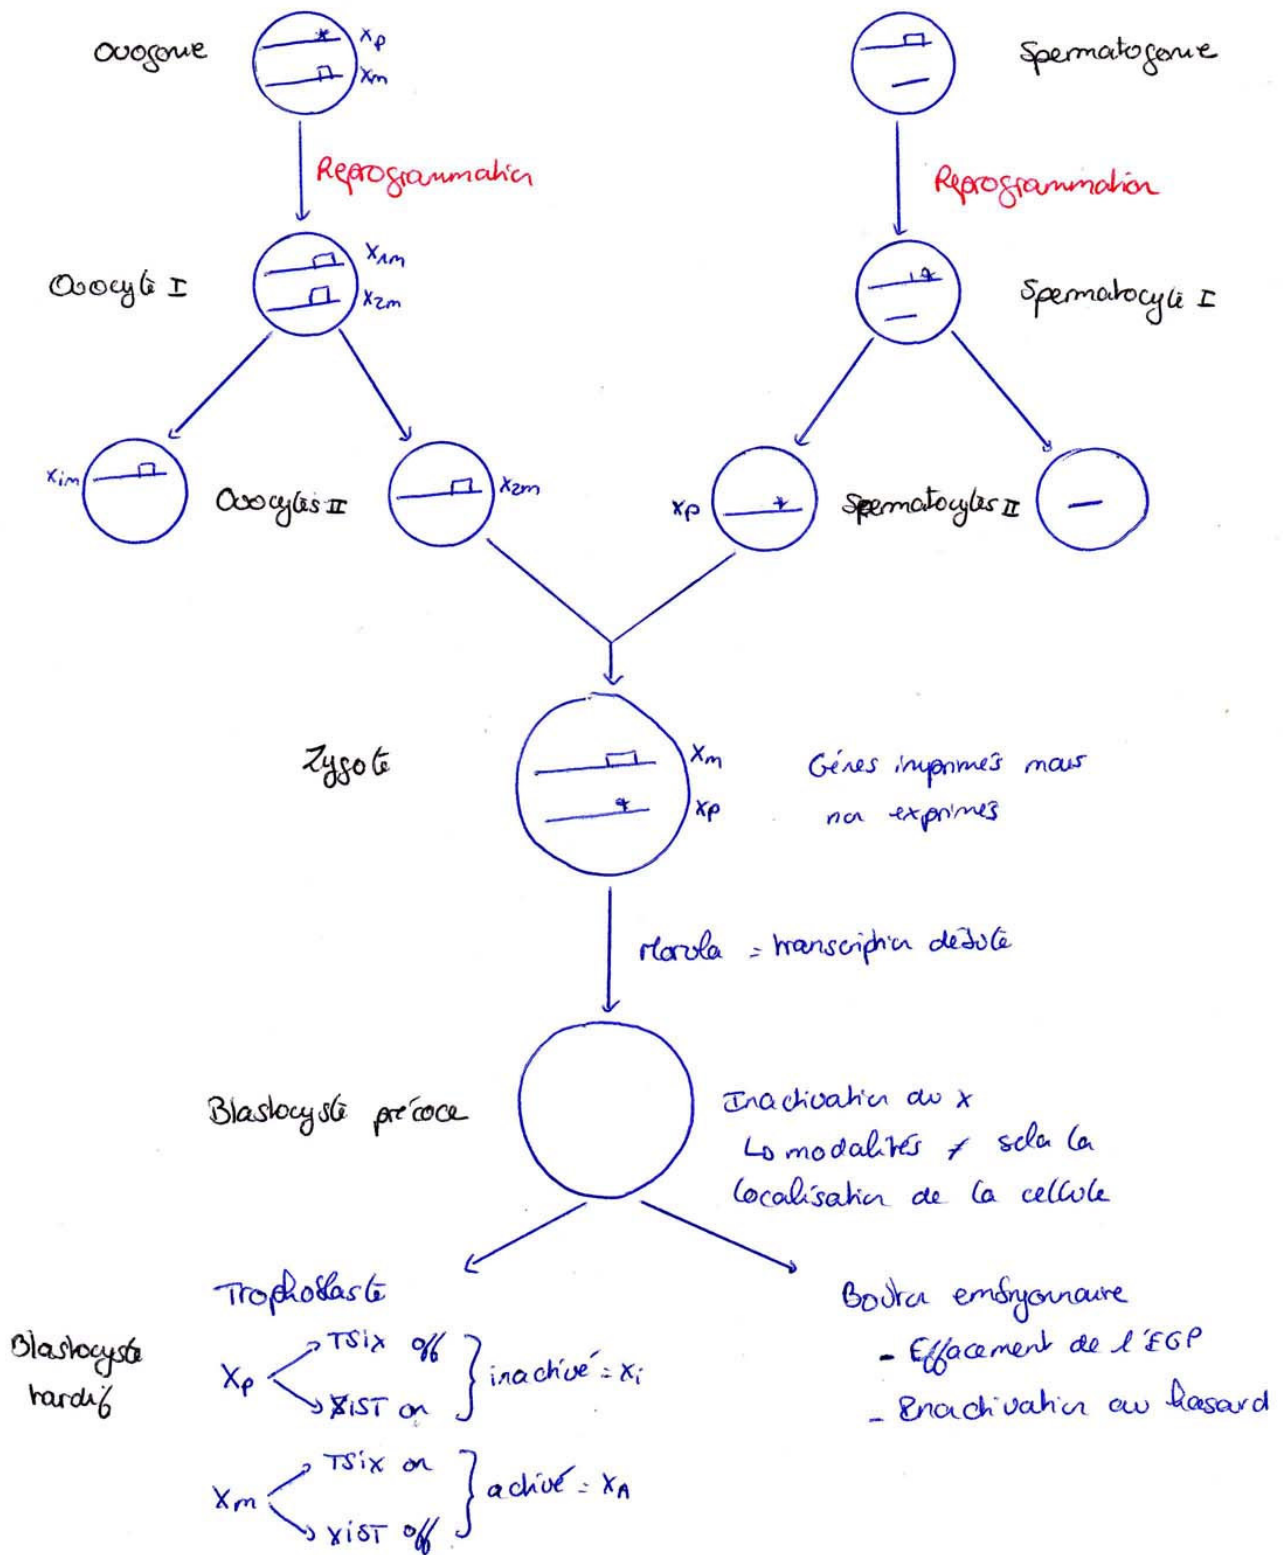 Ovogonie
Xp
Xm
Spermatogonie
Reprogrammation
Reprogrammation
Ovocyte I
X1m
X2m
Spermatocyte I
X1m
Ovocytes II
X2m
Xp
Spermatocytes II
Zygote
Xm
Xp
Gènes imprimés mais
non exprimés
Morula = transcription débute
Blastocyste précoce
Inactivation du X
↳ modalités ≠ selon la
localisation de la cellule
Trophoblaste
Bouton embryonnaire
Blastocyste
tardif
Xp
TSix off
XiST on
inactivé = Xi
- Effacement de l'EGP
- Inactivation au hasard
Xm
TSix on
XiST off
activé = XA